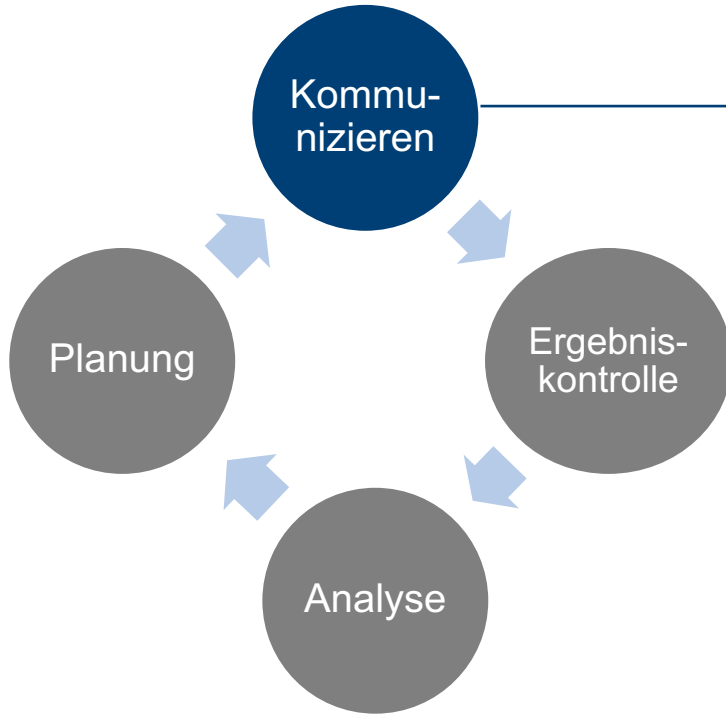 Kommu-
nizieren
Planung
Ergebnis-
kontrolle
Analyse